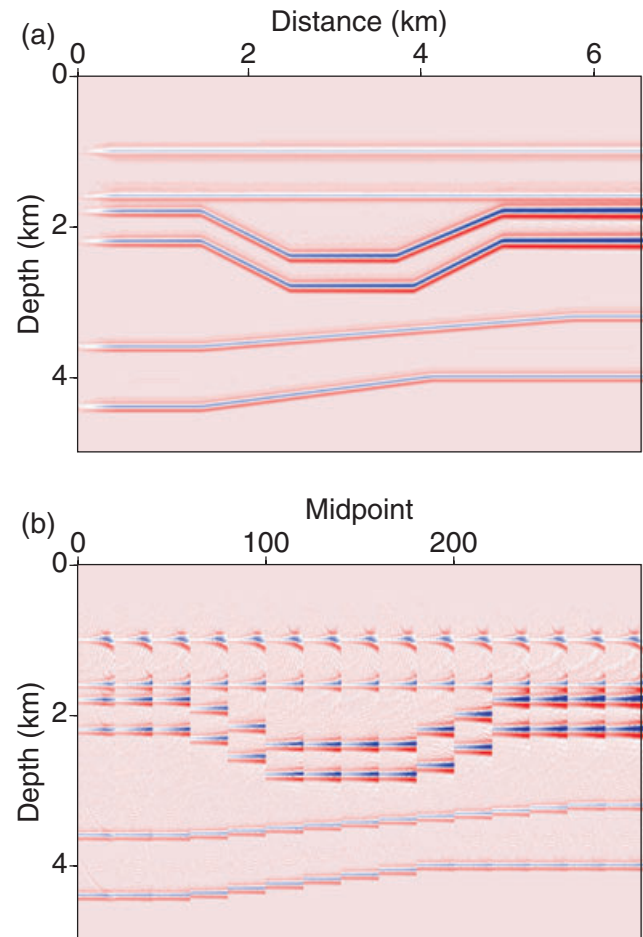 (a)
Distance (km)
0 2 4 6
0
2
4
Depth (km)
(b)
Midpoint
0 100 200
0
2
4
Depth (km)